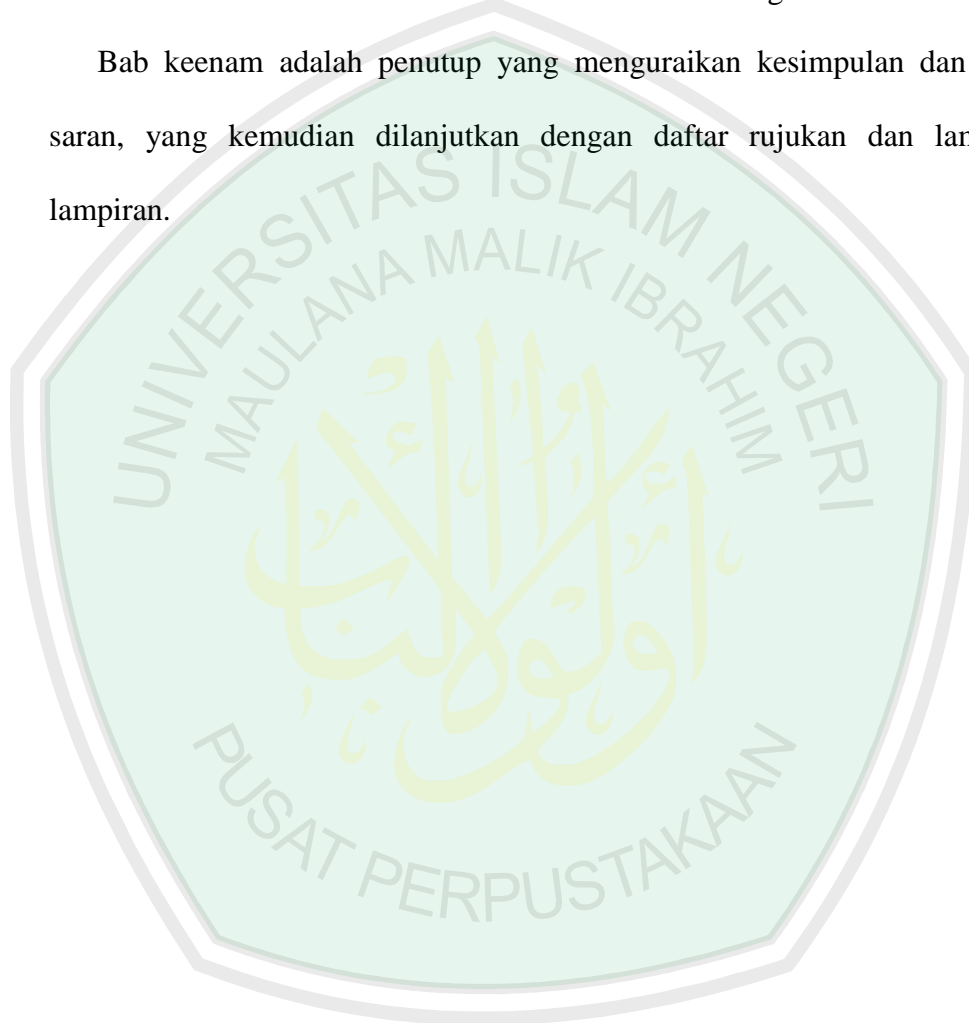 Bab keenam adalah penutup yang menguraikan kesimpulan dan
saran, yang kemudian dilanjutkan dengan daftar rujukan dan
lampiran.
UNIVERSITAS ISLAM NEGERI
MAULANA MALIK IBRAHIM
PUSAT PERPUSTAKAAN